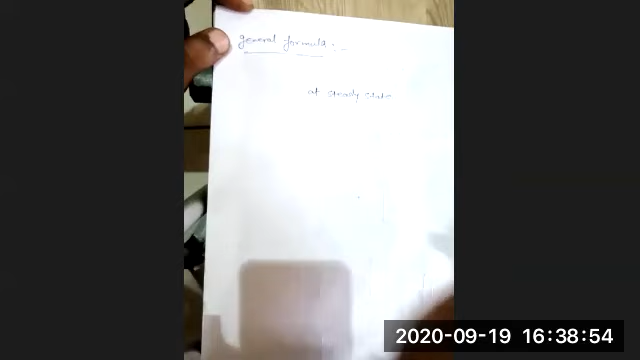 general formula :-
at steady state
2020-09-19 16:38:54